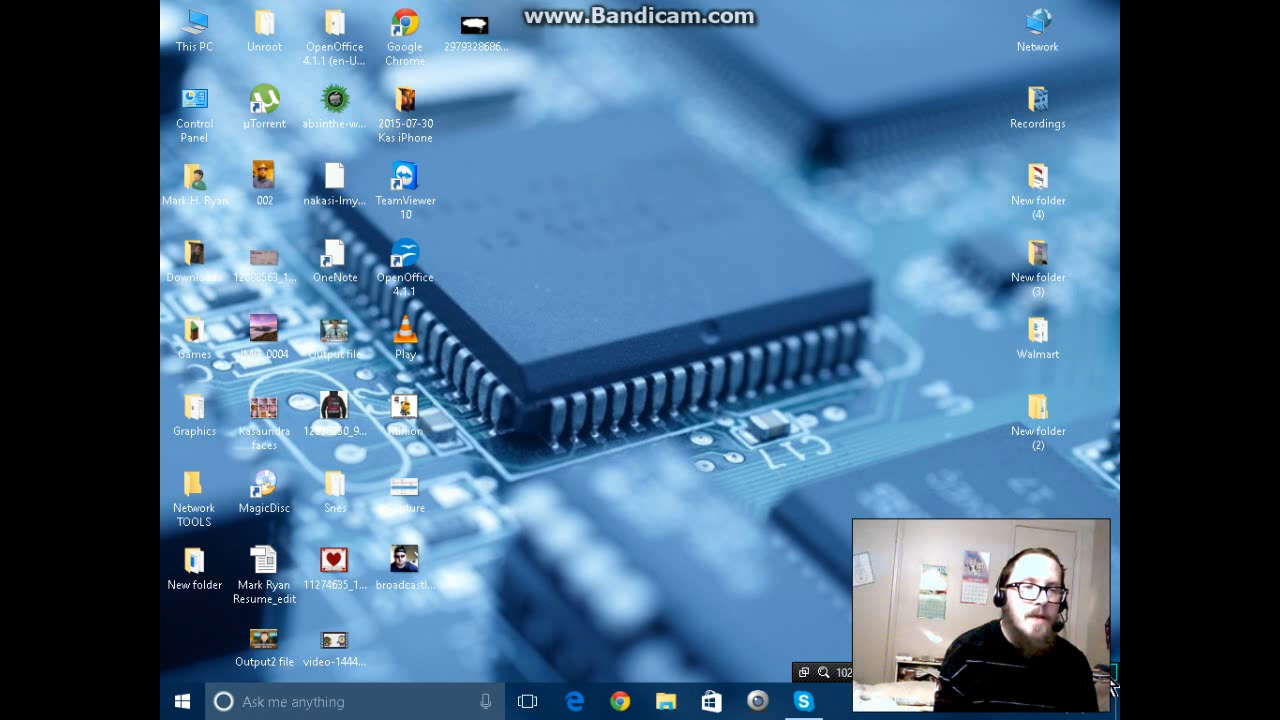 www.Bandicam.com
This PC
Unroot
OpenOffice
4.1.1 (en-U...
Google
Chrome
2979328686...
Network
Control
Panel
µTorrent
absinthe-w...
2015-07-30
Kas iPhone
Recordings
Mark H. Ryan
002
nakasi-lmy...
TeamViewer
10
New folder
(4)
Downloads
12088563_1...
OneNote
OpenOffice
4.1.1
New folder
(3)
Games
IMG_0004
Output file
Play
Walmart
Graphics
Kasaundra
faces
Minion
New folder
(2)
Network
TOOLS
MagicDisc
Snes
New folder
Mark Ryan
Resume_edit
11274635_1...
broadcastl...
Output2 file
video-1444...
C17
102
Ask me anything